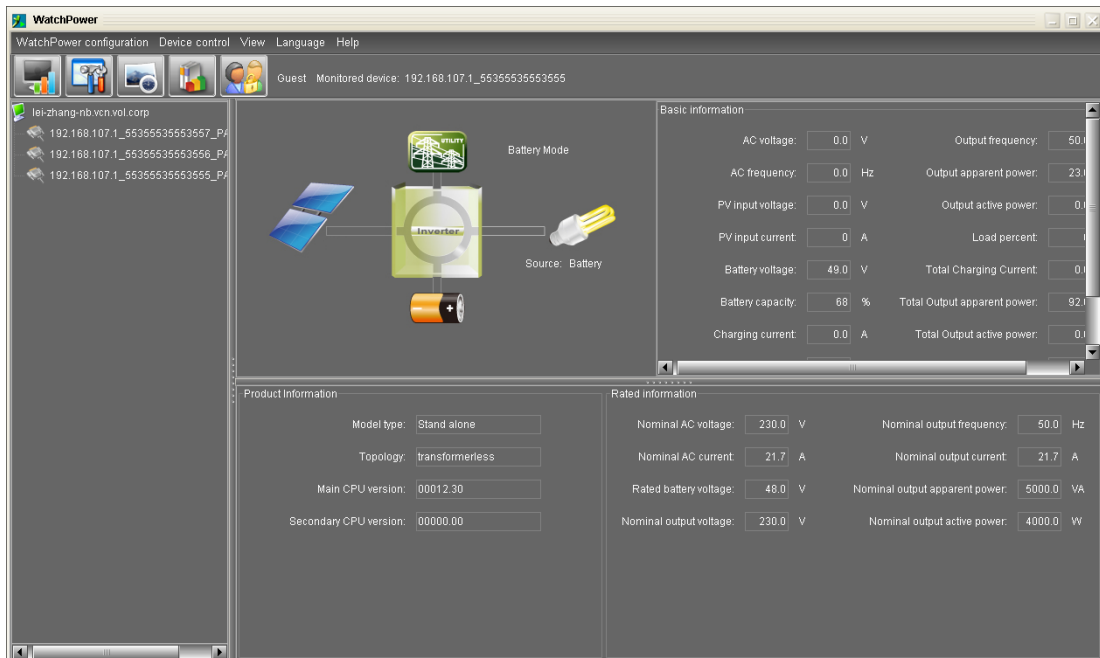 WatchPower
WatchPower configuration Device control View Language Help
Guest Monitored device: 192.168.107.1_55355535553555
lei-zhang-nb.vcn.vol.corp
192.168.107.1_55355535553557_PA
192.168.107.1_55355535553556_PA
192.168.107.1_55355535553555_PA
UTILITY
Battery Mode
Inverter
Source: Battery
Basic information
AC voltage: 0.0 V Output frequency: 50.
AC frequency: 0.0 Hz Output apparent power: 23.
PV input voltage: 0.0 V Output active power: 0.
PV input current: 0 A Load percent:
Battery voltage: 49.0 V Total Charging Current: 0.
Battery capacity: 68 % Total Output apparent power: 92.
Charging current: 0.0 A Total Output active power: 0.
Product Information
Model type: Stand alone
Topology: transformerless
Main CPU version: 00012.30
Secondary CPU version: 00000.00
Rated information
Nominal AC voltage: 230.0 V Nominal output frequency: 50.0 Hz
Nominal AC current: 21.7 A Nominal output current: 21.7 A
Rated battery voltage: 48.0 V Nominal output apparent power: 5000.0 VA
Nominal output voltage: 230.0 V Nominal output active power: 4000.0 W